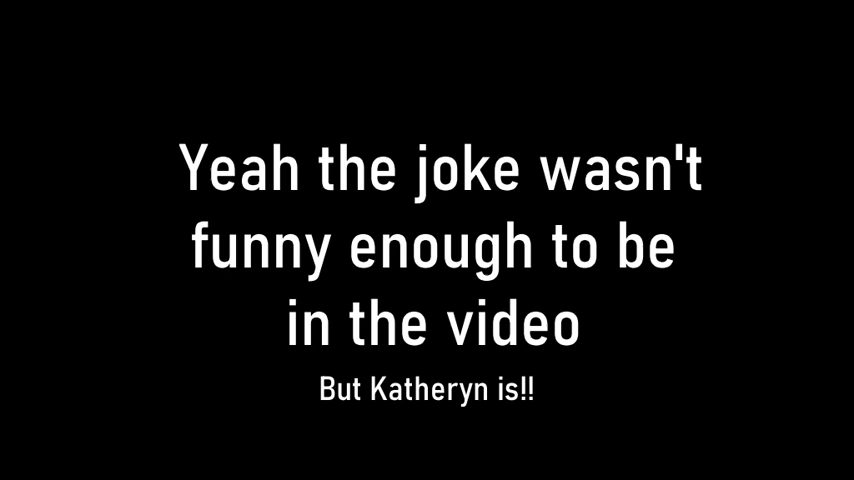 Yeah the joke wasn't
funny enough to be
in the video
But Katheryn is!!